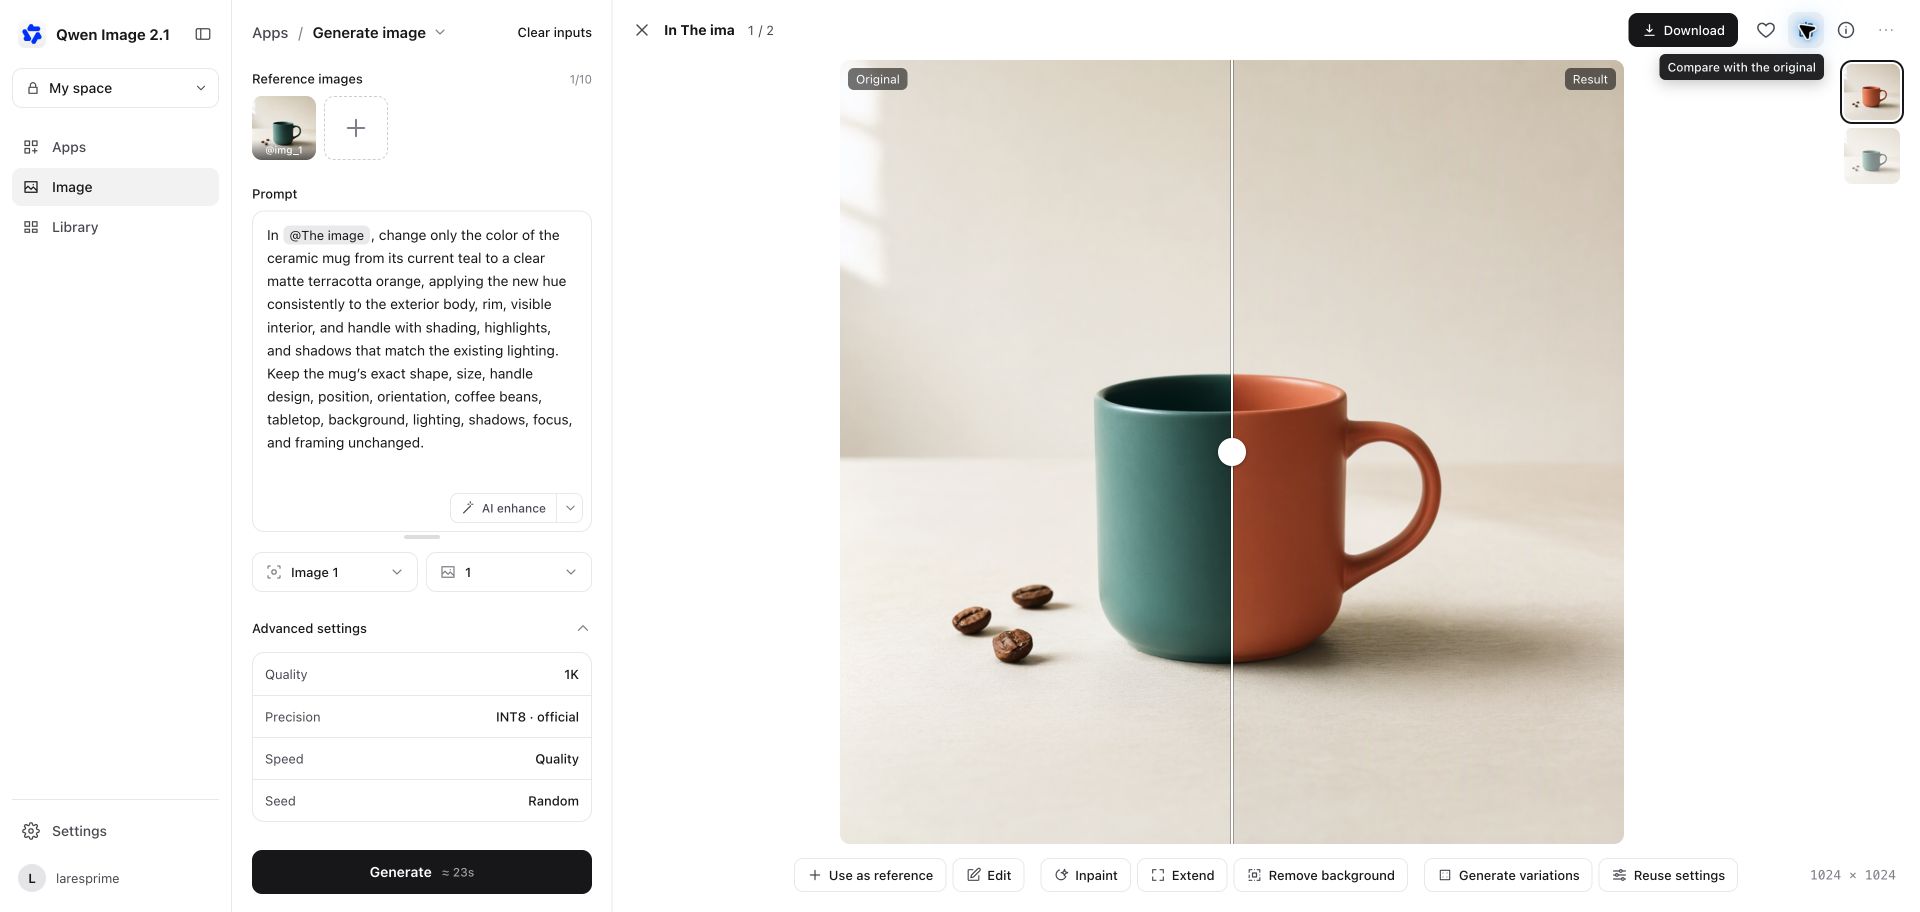 Qwen Image 2.1
My space
Apps
Image
Library
Settings
L
laresprime
Apps / Generate image
Clear inputs
Reference images
1/10
@img_1
Prompt
In @The image , change only the color of the
ceramic mug from its current teal to a clear
matte terracotta orange, applying the new hue
consistently to the exterior body, rim, visible
interior, and handle with shading, highlights,
and shadows that match the existing lighting.
Keep the mug's exact shape, size, handle
design, position, orientation, coffee beans,
tabletop, background, lighting, shadows, focus,
and framing unchanged.
AI enhance
Image 1
1
Advanced settings
Quality 1K
Precision INT8 · official
Speed Quality
Seed Random
Generate ≈ 23s
In The ima 1 / 2
Download
Compare with the original
Original
Result
Use as reference
Edit
Inpaint
Extend
Remove background
Generate variations
Reuse settings
1024 × 1024